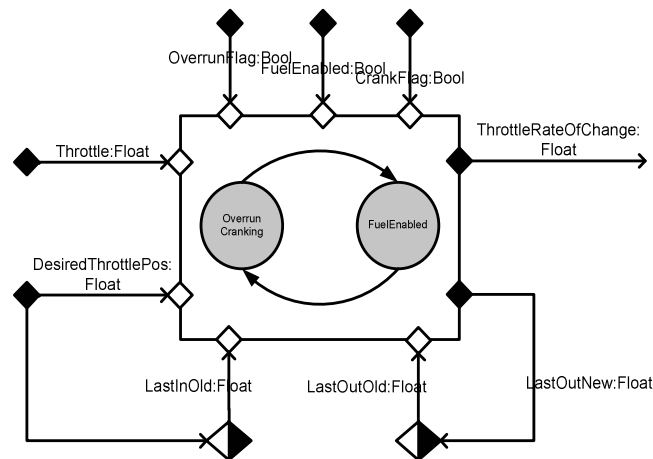 OverrunFlag:Bool
FuelEnabled:Bool
CrankFlag:Bool
Throttle:Float
ThrottleRateOfChange:
Float
Overrun
Cranking
FuelEnabled
DesiredThrottlePos:
Float
LastInOld:Float
LastOutOld:Float
LastOutNew:Float